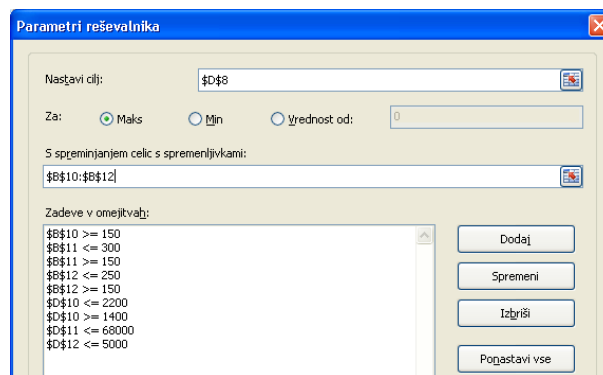 Parametri reševalnika
Nastavi cilj: $D$8
Za: Maks Min Vrednost od: 0
S spreminjanjem celic s spremenljivkami:
$B$10:$B$12
Zadeve v omejitvah:
$B$10 >= 150
$B$11 <= 300
$B$11 >= 150
$B$12 <= 250
$B$12 >= 150
$D$10 <= 2200
$D$10 >= 1400
$D$11 <= 68000
$D$12 <= 5000
Dodaj
Spremeni
Izbriši
Ponastavi vse